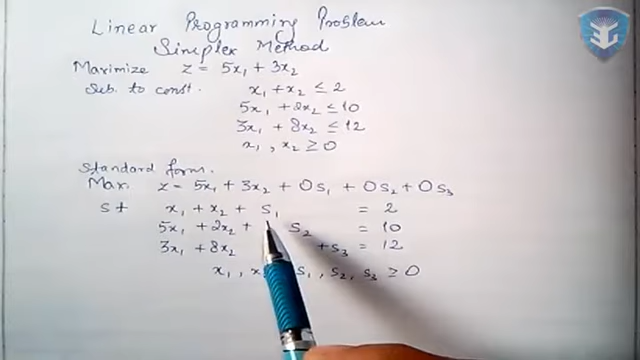 Linear Programming Problem
Simplex Method
Maximize z = 5x₁ + 3x₂
Sub. to const. x₁ + x₂ ≤ 2
5x₁ + 2x₂ ≤ 10
3x₁ + 8x₂ ≤ 12
x₁, x₂ ≥ 0
Standard form.
Max. z = 5x₁ + 3x₂ + 0s₁ + 0s₂ + 0s₃
st x₁ + x₂ + s₁ = 2
5x₁ + 2x₂ + s₂ = 10
3x₁ + 8x₂ + s₃ = 12
x₁, x s₁, s₂, s₃ ≥ 0